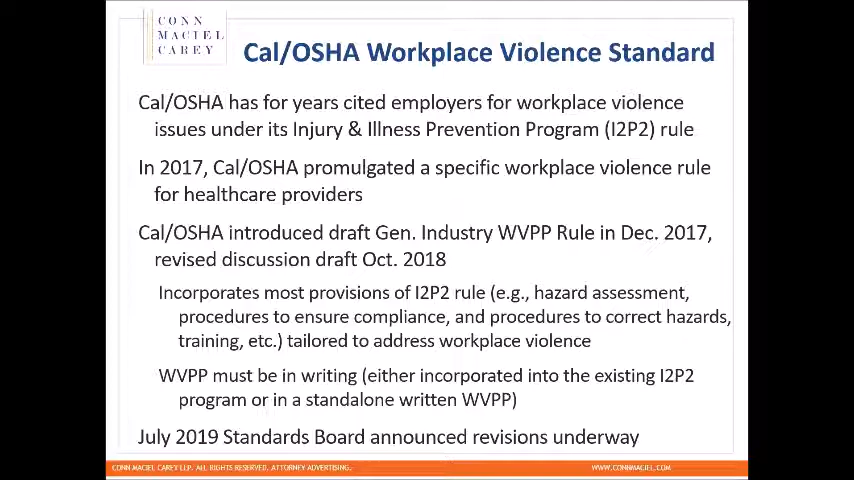 CONN
MACIEL
CAREY
Cal/OSHA Workplace Violence Standard
Cal/OSHA has for years cited employers for workplace violence
issues under its Injury & Illness Prevention Program (I2P2) rule
In 2017, Cal/OSHA promulgated a specific workplace violence rule
for healthcare providers
Cal/OSHA introduced draft Gen. Industry WVPP Rule in Dec. 2017,
revised discussion draft Oct. 2018
Incorporates most provisions of I2P2 rule (e.g., hazard assessment,
procedures to ensure compliance, and procedures to correct hazards,
training, etc.) tailored to address workplace violence
WVPP must be in writing (either incorporated into the existing I2P2
program or in a standalone written WVPP)
July 2019 Standards Board announced revisions underway
CONN MACIEL CAREY LLP. ALL RIGHTS RESERVED. ATTORNEY ADVERTISING.
WWW.CONNMACIEL.COM